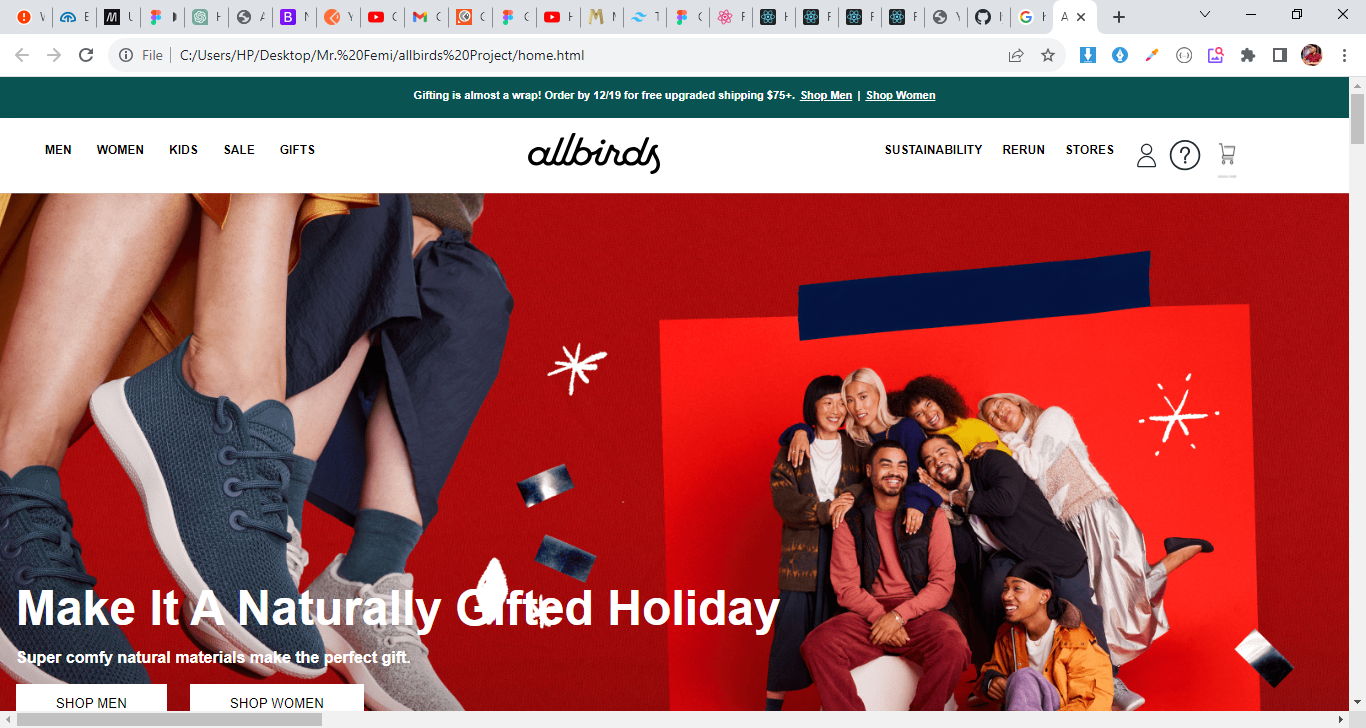 File
C:/Users/HP/Desktop/Mr.%20Femi/allbirds%20Project/home.html
Gifting is almost a wrap! Order by 12/19 for free upgraded shipping $75+. Shop Men | Shop Women
MEN WOMEN KIDS SALE GIFTS
allbirds
SUSTAINABILITY RERUN STORES
Make It A Naturally Gifted Holiday
Super comfy natural materials make the perfect gift.
SHOP MEN SHOP WOMEN